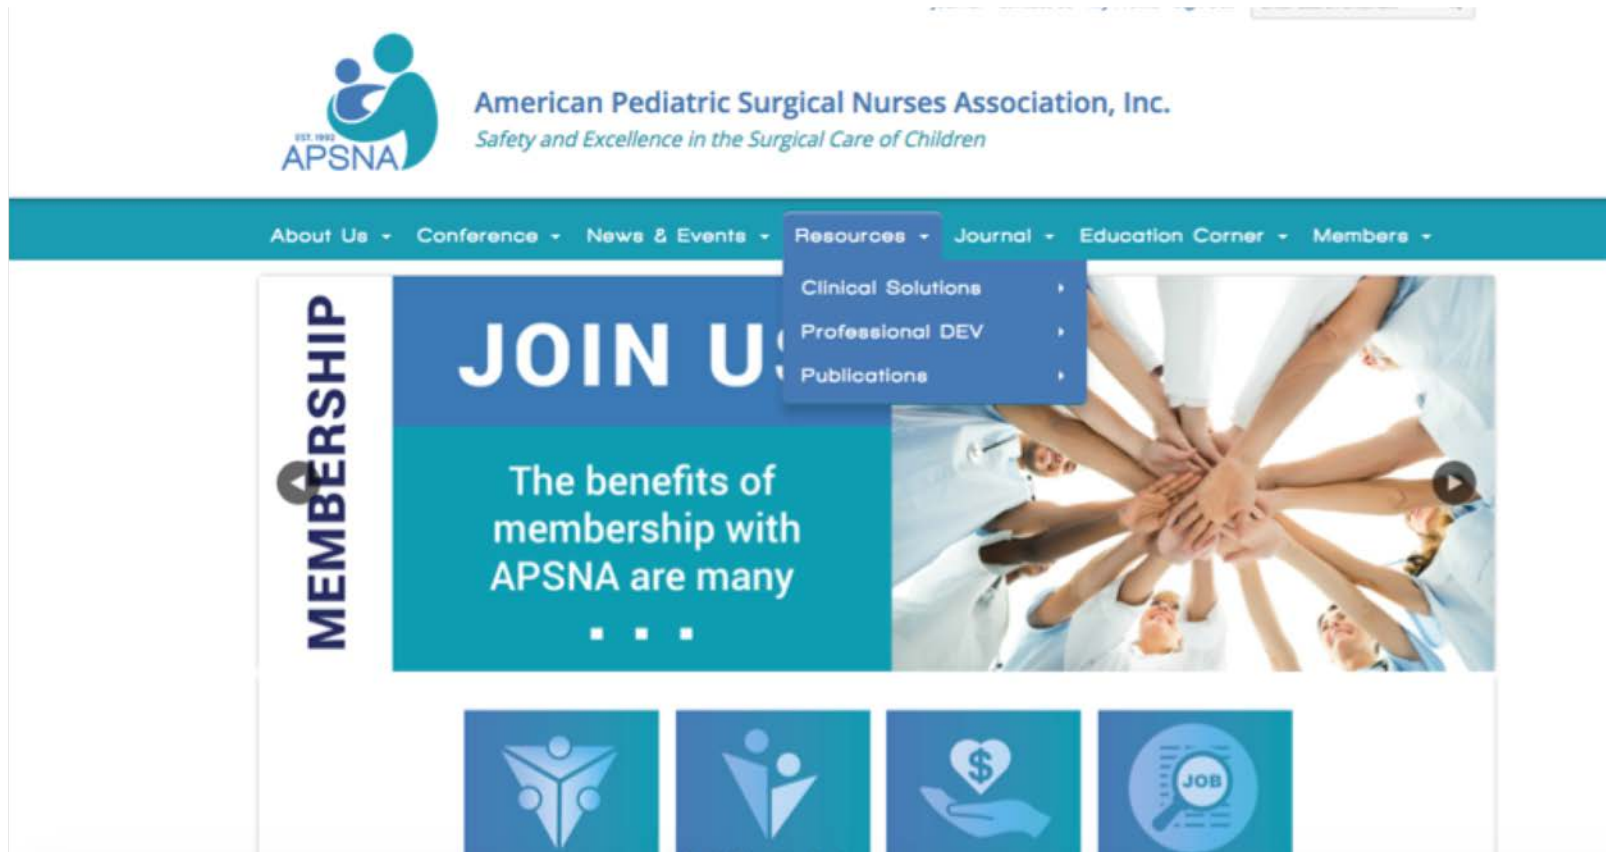 EST. 1992
APSNA
American Pediatric Surgical Nurses Association, Inc.
Safety and Excellence in the Surgical Care of Children
About Us Conference News & Events Resources Journal Education Corner Members
Clinical Solutions
Professional DEV
Publications
MEMBERSHIP
JOIN US
The benefits of
membership with
APSNA are many
$
JOB